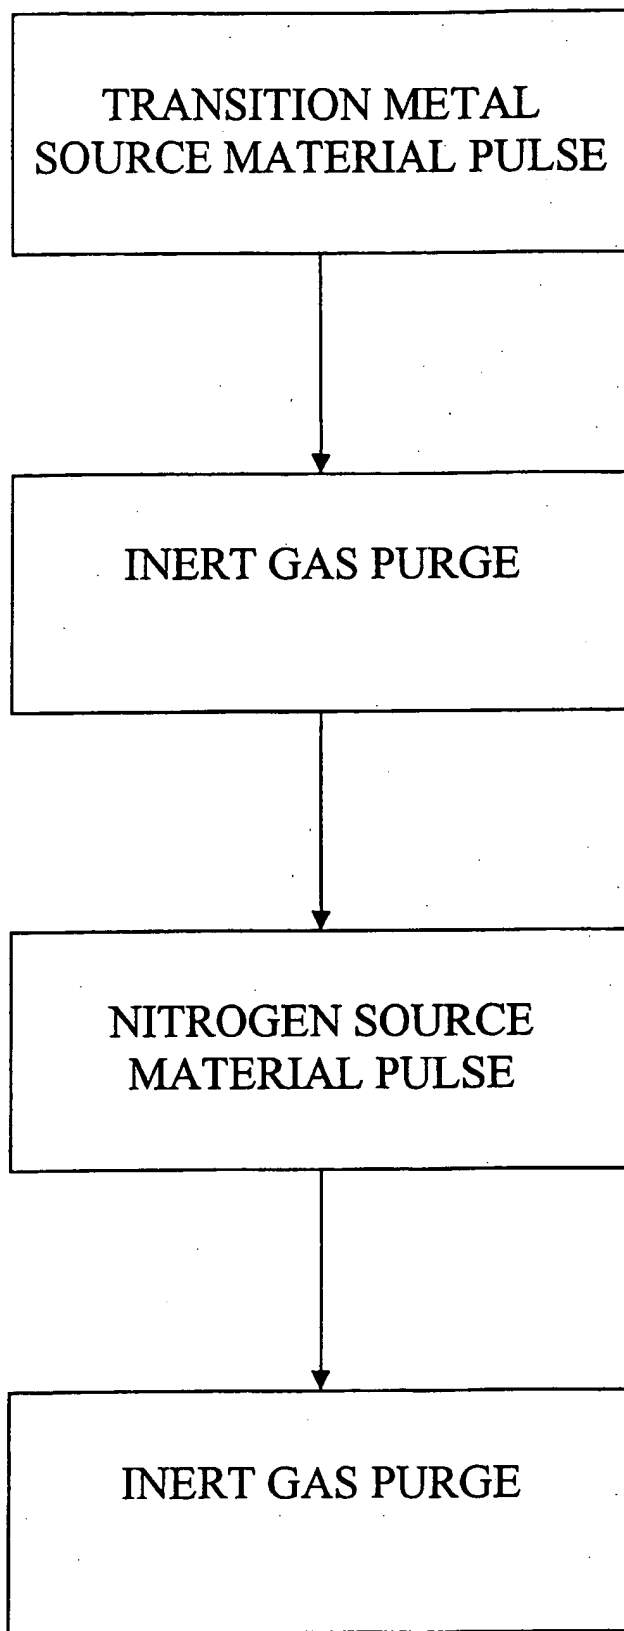 TRANSITION METAL
SOURCE MATERIAL PULSE
INERT GAS PURGE
NITROGEN SOURCE
MATERIAL PULSE
INERT GAS PURGE